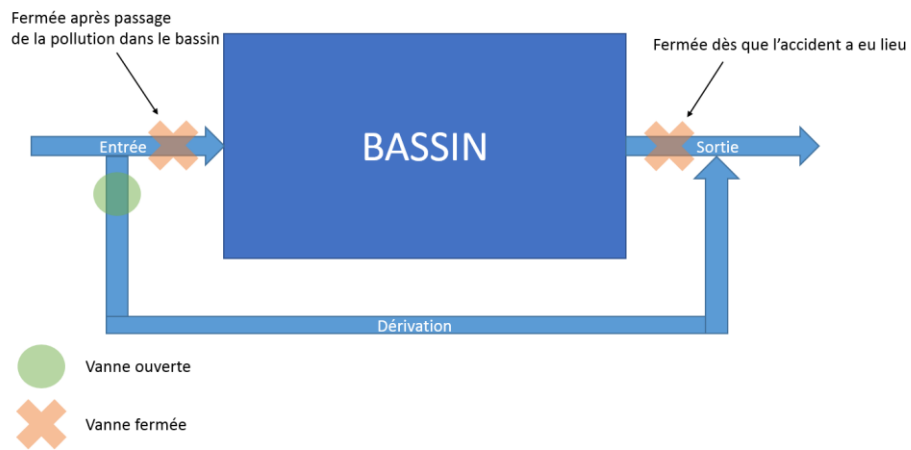 Fermée après passage
de la pollution dans le bassin
Fermée dès que l'accident a eu lieu
Entrée
BASSIN
Sortie
Dérivation
Vanne ouverte
Vanne fermée